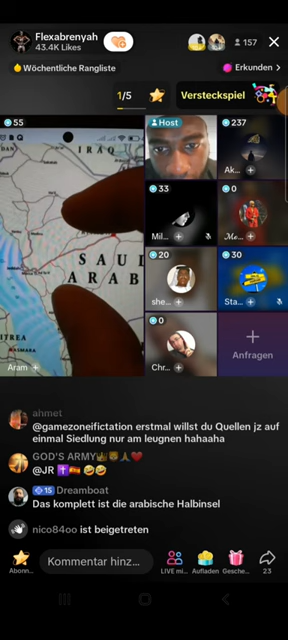 Flexabrenyah
43.4K Likes
157
Wöchentliche Rangliste
Erkunden >
1/5
Versteckspiel
55
Host
237
Ak...
IRAQ
33
Mil...
0
SAU
ARAB
20
she...
30
Sta...
ITREA
ASMARA
Aram
0
Chr...
Anfragen
ahmet
@gamezoneifictation erstmal willst du Quellen jz auf
einmal Siedlung nur am leugnen hahaaha
GOD'S ARMY👑🦁🙏🏾❤️
@JR ✝️🇪🇸 🤣🤣
15 Dreamboat
Das komplett ist die arabische Halbinsel
nico84oo ist beigetreten
Abonn...
Kommentar hinz...
LIVE mi...
Aufladen
Gesche...
23